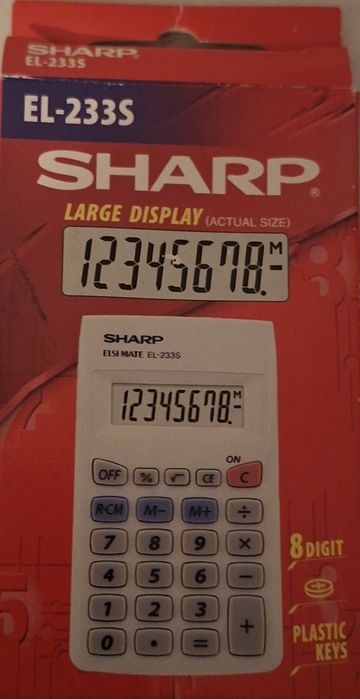 SHARP
EL-233S
EL-233S
SHARP®
LARGE DISPLAY (ACTUAL SIZE)
12345678.M-
SHARP
ELSI MATE EL-233S
12345678.M-
ON
OFF % √ CE C
R·CM M− M+ ÷
7 8 9 ×
4 5 6 −
1 2 3 +
0 • =
8 DIGIT
PLASTIC
KEYS